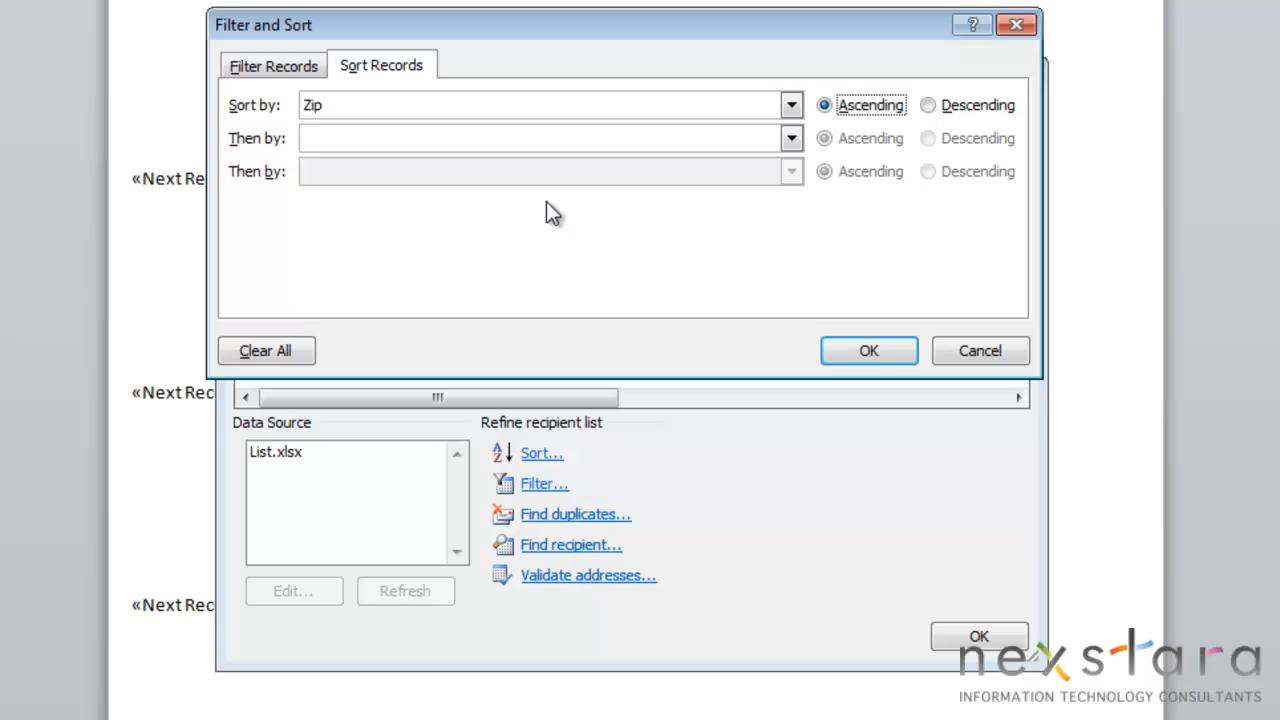 Filter and Sort
Filter Records
Sort Records
Sort by: Zip Ascending Descending
Then by: Ascending Descending
«Next Re
Then by: Ascending Descending
Clear All OK Cancel
«Next Rec
Data Source
Refine recipient list
List.xlsx
Sort...
Filter...
Find duplicates...
Find recipient...
Validate addresses...
Edit... Refresh
«Next Reco
OK
nexstara
INFORMATION TECHNOLOGY CONSULTANTS